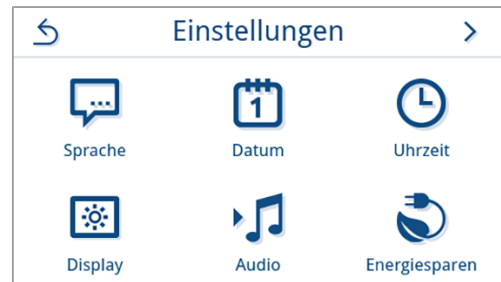 Einstellungen
...
1
Sprache Datum Uhrzeit
Display Audio Energiesparen